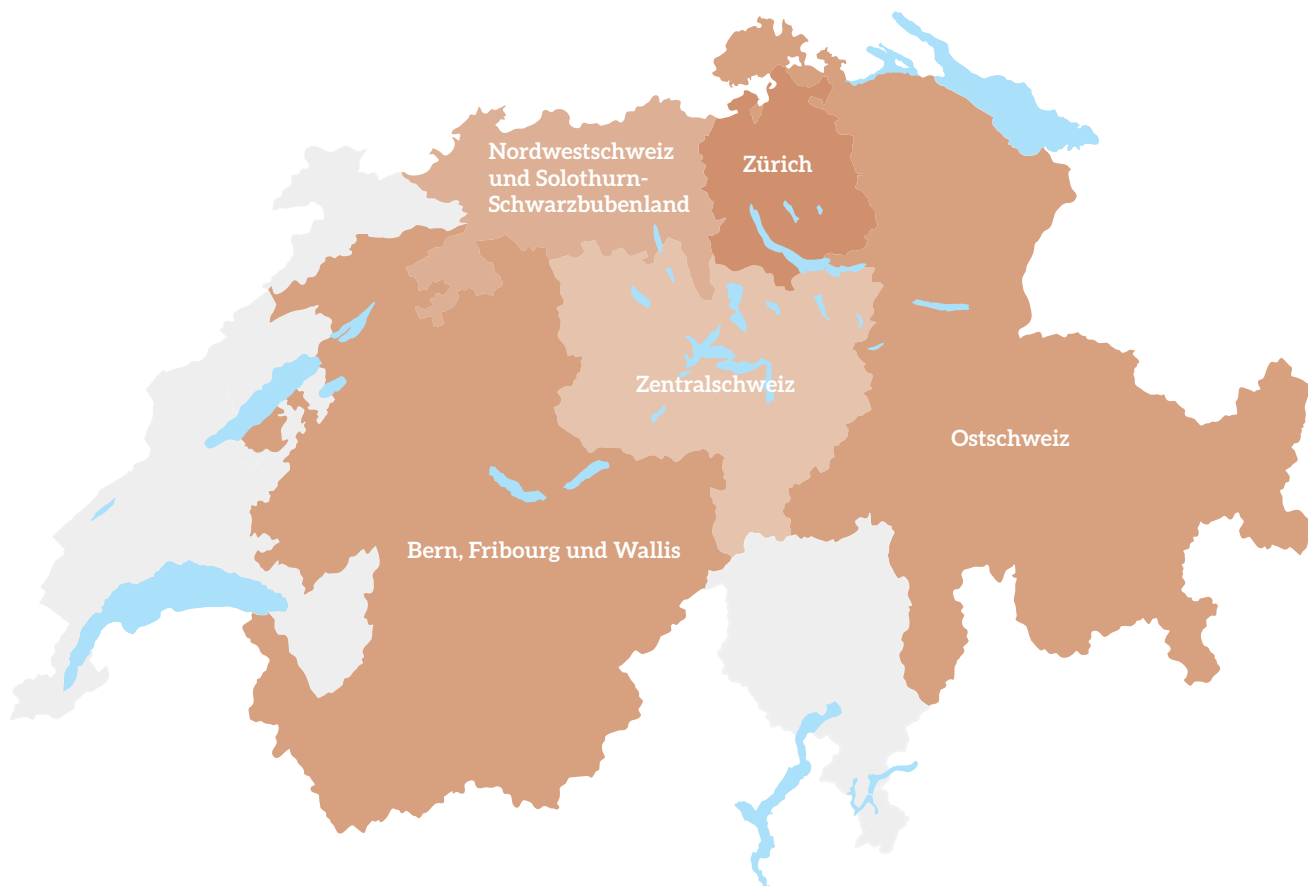 Nordwestschweiz
und Solothurn-
Schwarzbubenland
Zürich
Zentralschweiz
Ostschweiz
Bern, Fribourg und Wallis